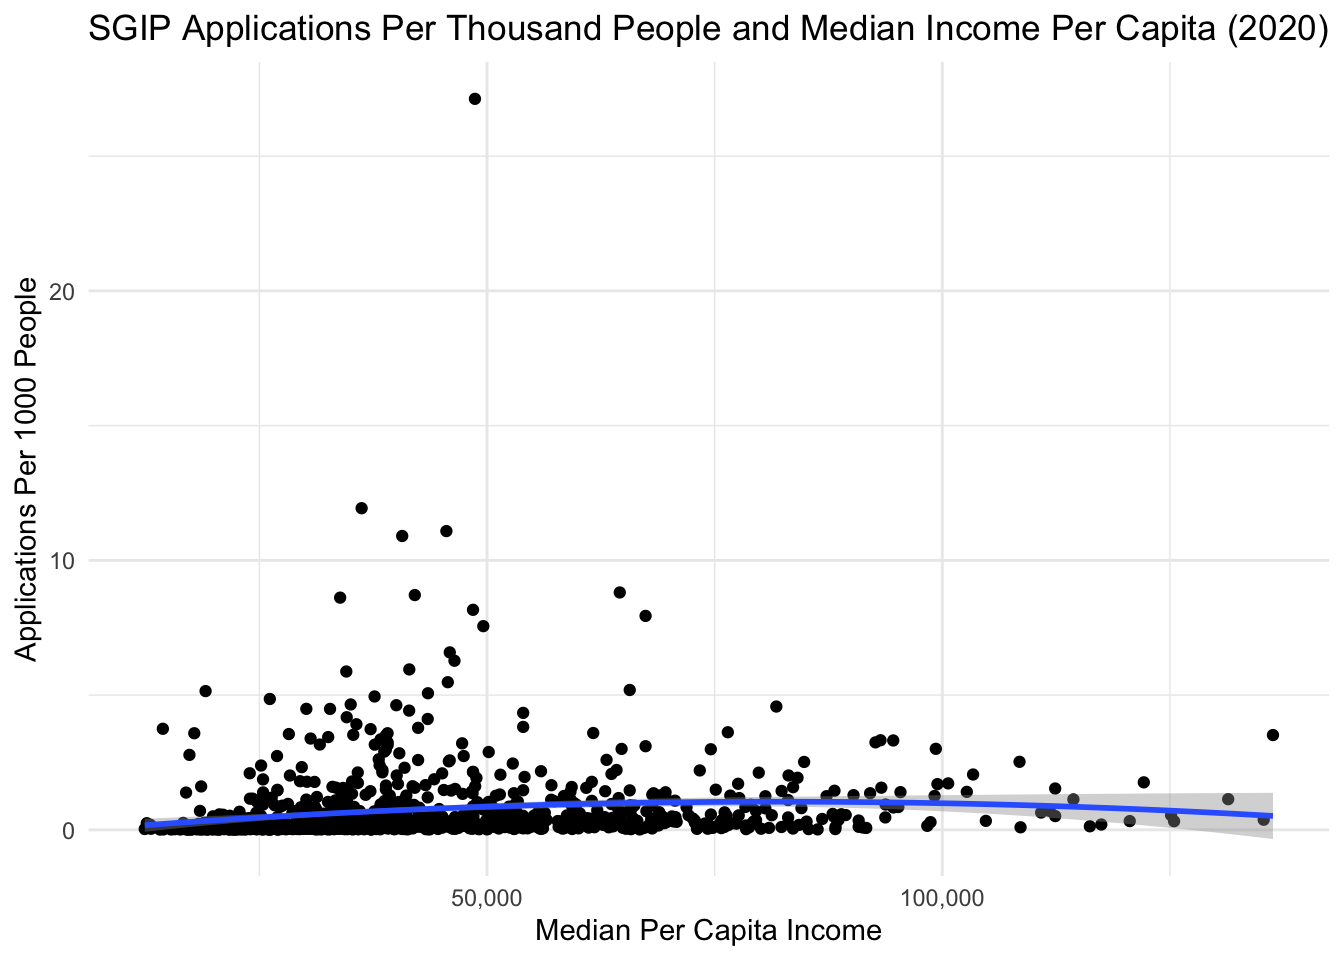 SGIP Applications Per Thousand People and Median Income Per Capita (2020)
Applications Per 1000 People
20
10
0
50,000
100,000
Median Per Capita Income